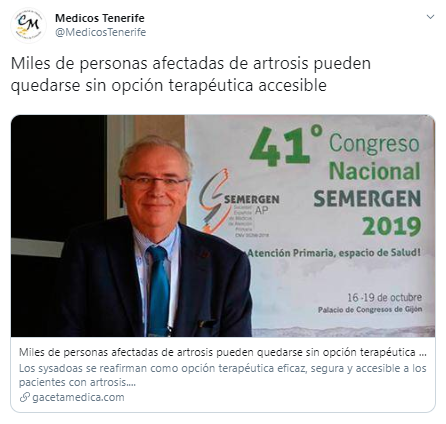 Medicos Tenerife
@MedicosTenerife
Miles de personas afectadas de artrosis pueden
quedarse sin opción terapéutica accesible
41º Congreso
Nacional
SEMERGEN
2019
SEMERGEN
AP
Atención Primaria, espacio de Salud!
16-19 de octubre
Palacio de Congresos de Gijón
Miles de personas afectadas de artrosis pueden quedarse sin opción terapéutica ...
Los sysadoas se reafirman como opción terapéutica eficaz, segura y accesible a los
pacientes con artrosis....
gacetamedica.com